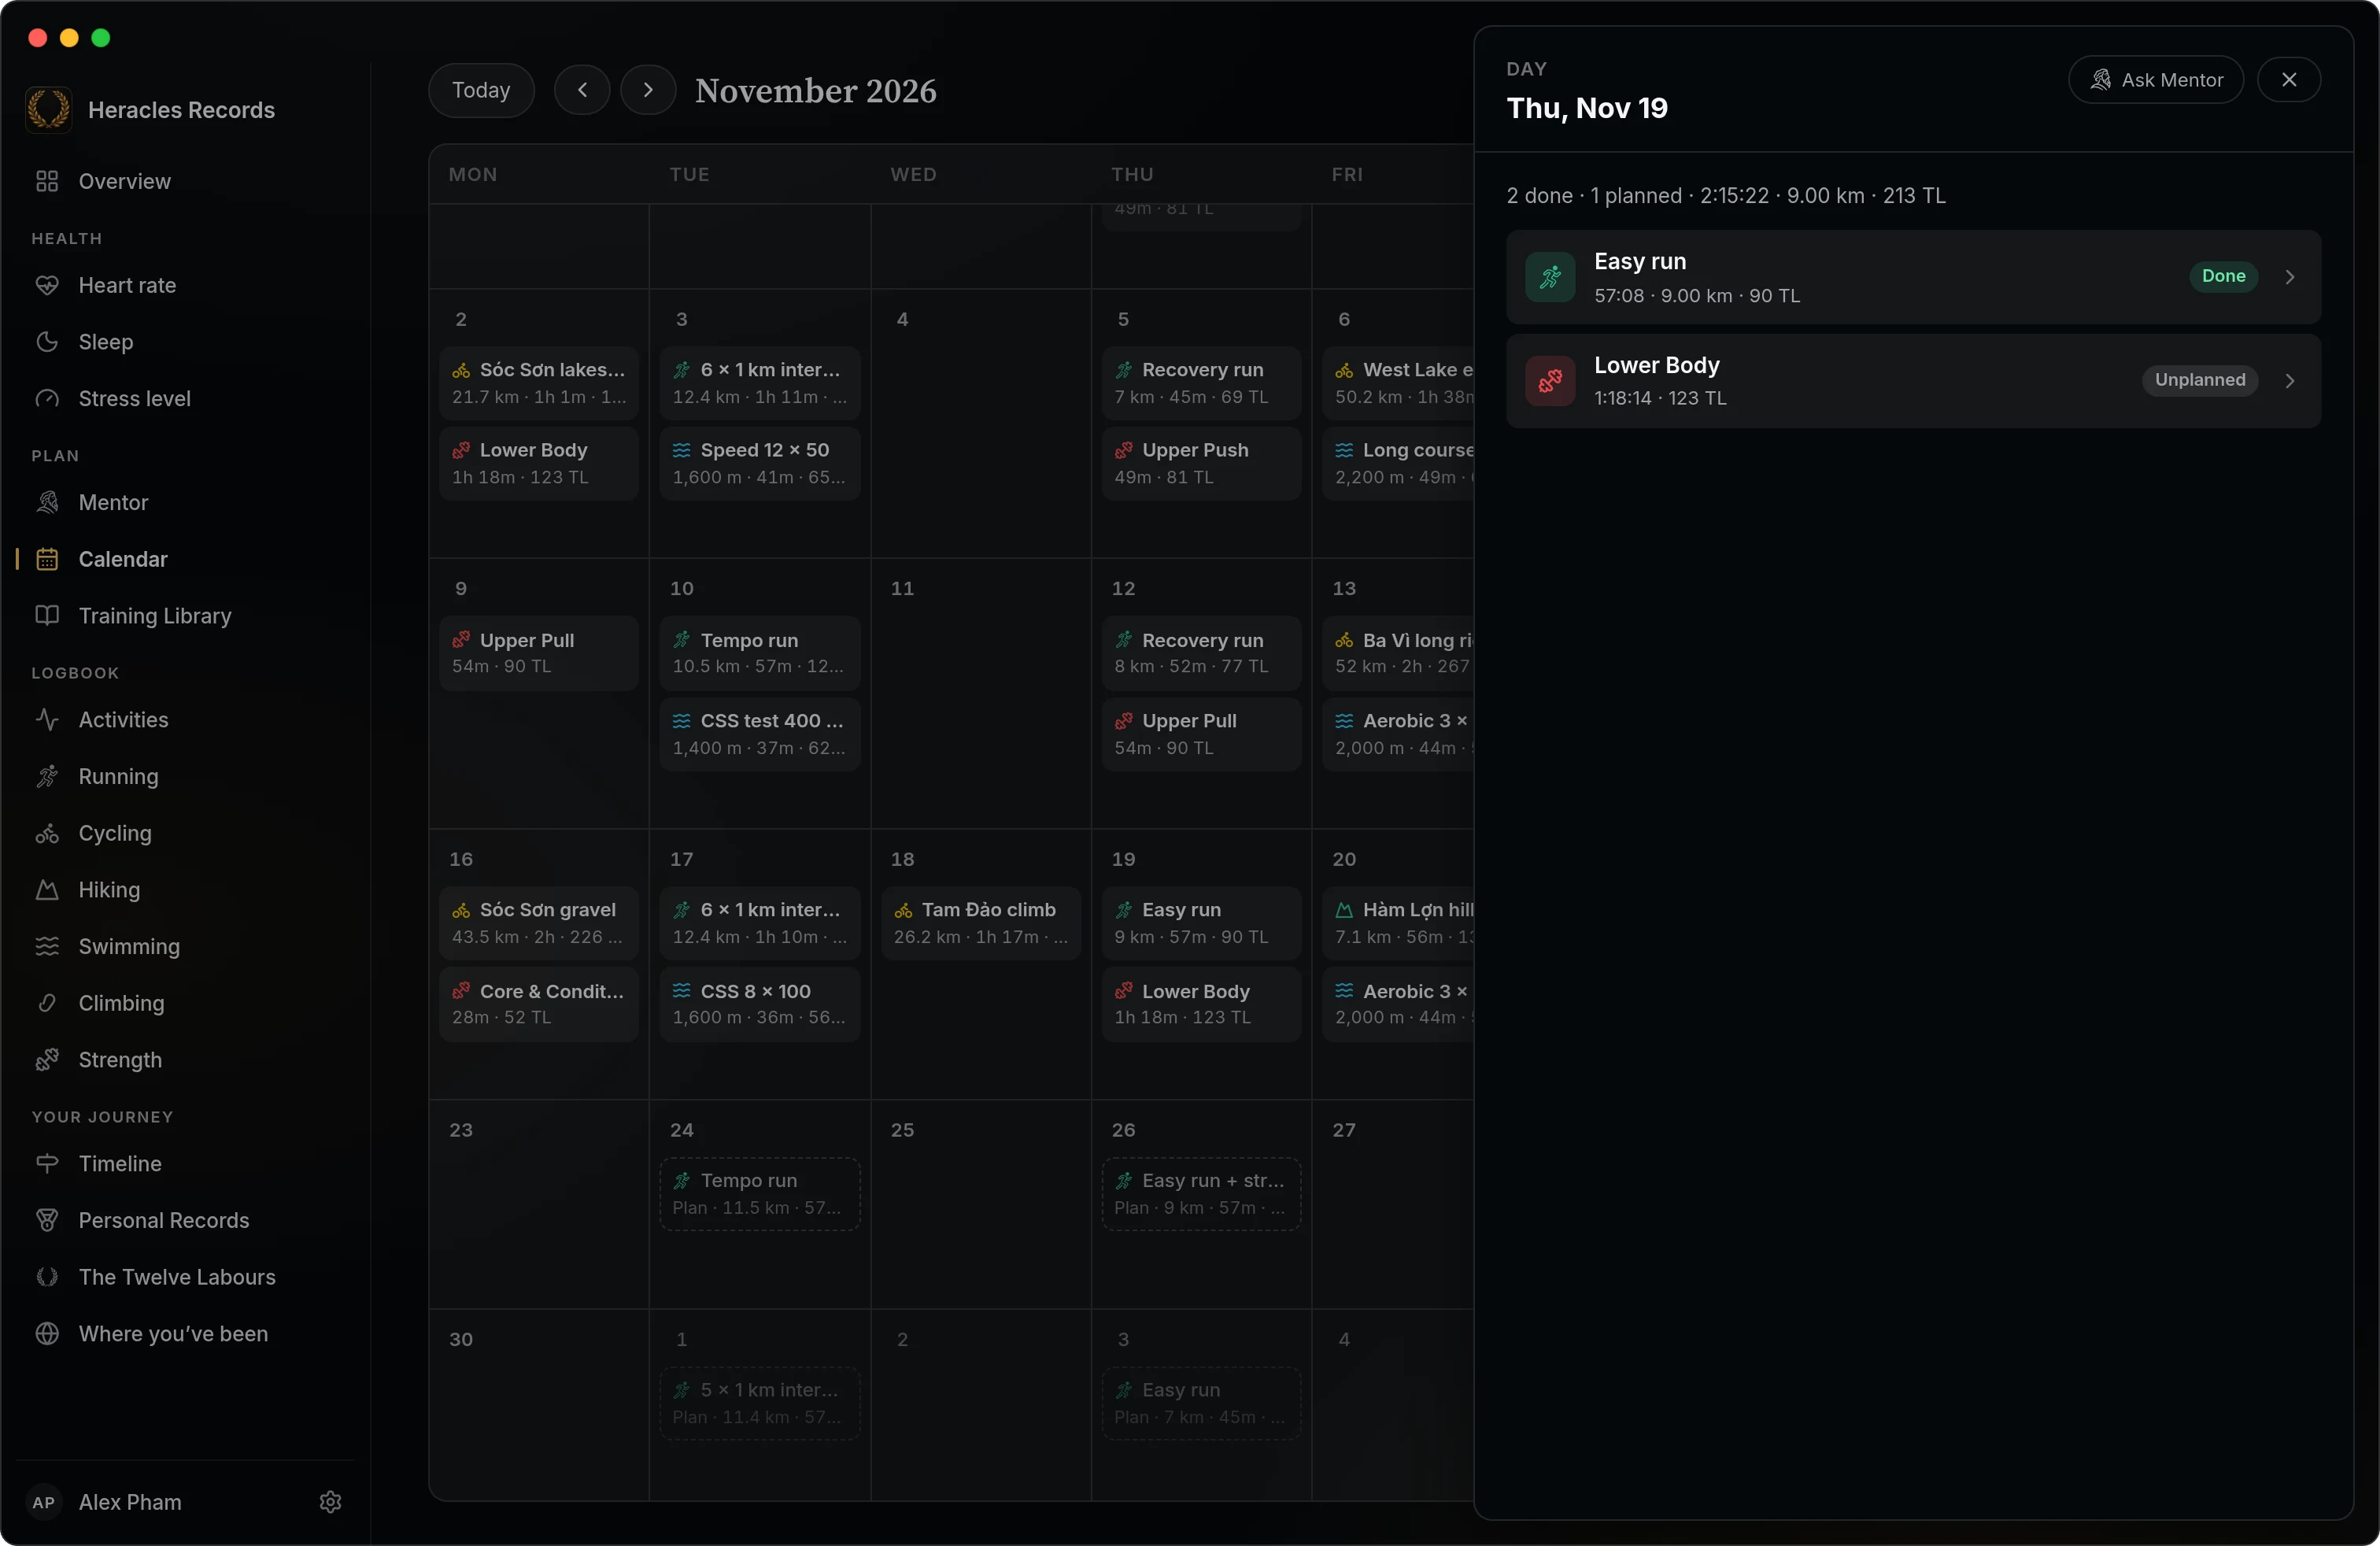 Heracles Records
Overview
HEALTH
Heart rate
Sleep
Stress level
PLAN
Mentor
Calendar
Training Library
LOGBOOK
Activities
Running
Cycling
Hiking
Swimming
Climbing
Strength
YOUR JOURNEY
Timeline
Personal Records
The Twelve Labours
Where you’ve been
AP
Alex Pham
Today
November 2026
MON TUE WED THU FRI
49m · 81 TL
2 3 4 5 6
Sóc Sơn lakes...
21.7 km · 1h 1m · 1...
Lower Body
1h 18m · 123 TL
6 × 1 km inter...
12.4 km · 1h 11m · ...
Speed 12 × 50
1,600 m · 41m · 65...
Recovery run
7 km · 45m · 69 TL
Upper Push
49m · 81 TL
West Lake e
50.2 km · 1h 38m
Long course
2,200 m · 49m ·
9 10 11 12 13
Upper Pull
54m · 90 TL
Tempo run
10.5 km · 57m · 12...
CSS test 400 ...
1,400 m · 37m · 62...
Recovery run
8 km · 52m · 77 TL
Upper Pull
54m · 90 TL
Ba Vì long ri
52 km · 2h · 267
Aerobic 3 ×
2,000 m · 44m ·
16 17 18 19 20
Sóc Sơn gravel
43.5 km · 2h · 226 ...
Core & Condit...
28m · 52 TL
6 × 1 km inter...
12.4 km · 1h 10m · ...
CSS 8 × 100
1,600 m · 36m · 56...
Tam Đảo climb
26.2 km · 1h 17m · ...
Easy run
9 km · 57m · 90 TL
Lower Body
1h 18m · 123 TL
Hàm Lợn hill
7.1 km · 56m · 13
Aerobic 3 ×
2,000 m · 44m ·
23 24 25 26 27
Tempo run
Plan · 11.5 km · 57...
Easy run + str...
Plan · 9 km · 57m · ...
30 1 2 3 4
5 × 1 km inter...
Plan · 11.4 km · 57...
Easy run
Plan · 7 km · 45m · ...
DAY
Thu, Nov 19
Ask Mentor
2 done · 1 planned · 2:15:22 · 9.00 km · 213 TL
Easy run
57:08 · 9.00 km · 90 TL
Done
Lower Body
1:18:14 · 123 TL
Unplanned